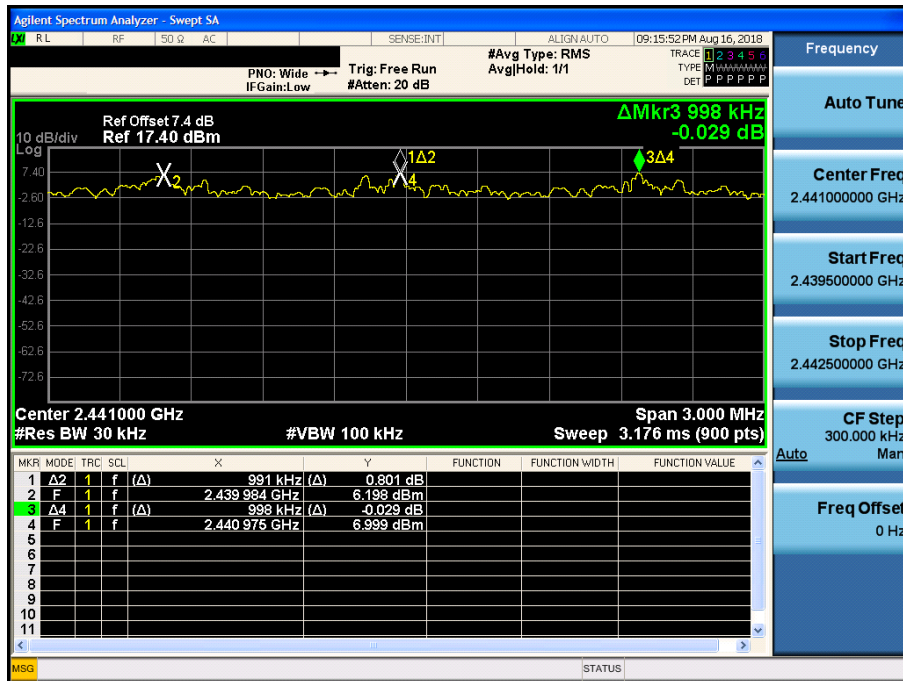 Agilent Spectrum Analyzer - Swept SA
LXI RL RF 50 Ω AC SENSE:INT ALIGNAUTO 09:15:52PM Aug 16, 2018
PNO: Wide Trig: Free Run #Avg Type: RMS TRACE 1 2 3 4 5 6
IFGain:Low #Atten: 20 dB Avg|Hold: 1/1 TYPE MWWWWW
DET P P P P P P
Frequency
Auto Tune
Center Freq
2.441000000 GHz
Start Freq
2.439500000 GHz
Stop Freq
2.442500000 GHz
CF Step
300.000 kHz
Auto Man
Freq Offset
0 Hz
ΔMkr3 998 kHz
-0.029 dB
Ref Offset 7.4 dB
10 dB/div Ref 17.40 dBm
Log
1Δ2 3Δ4
7.40
2 4
-2.60
-12.6
-22.6
-32.6
-42.6
-52.6
-62.6
-72.6
Center 2.441000 GHz Span 3.000 MHz
#Res BW 30 kHz #VBW 100 kHz Sweep 3.176 ms (900 pts)
MKR MODE TRC SCL X Y FUNCTION FUNCTION WIDTH FUNCTION VALUE
1 Δ2 1 f (Δ) 991 kHz (Δ) 0.801 dB
2 F 1 f 2.439 984 GHz 6.198 dBm
3 Δ4 1 f (Δ) 998 kHz (Δ) -0.029 dB
4 F 1 f 2.440 975 GHz 6.999 dBm
5
6
7
8
9
10
11
MSG STATUS